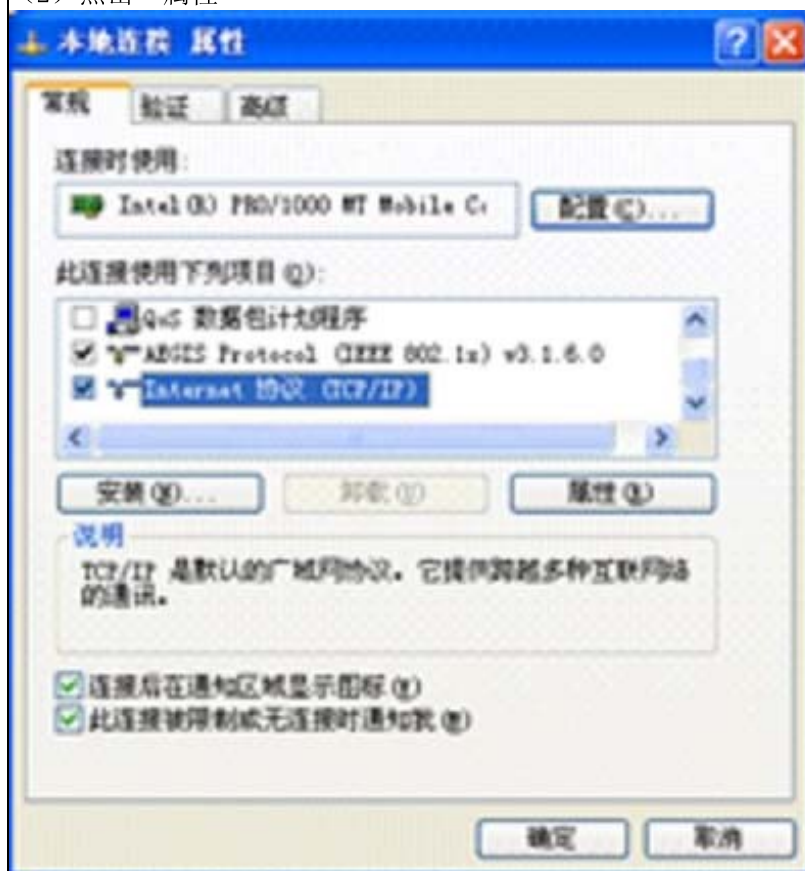 (2) 点击 属性
本地连接 属性
常规 验证 高级
连接时使用:
Intel(R) PRO/1000 MT Mobile Co
配置(C)...
此连接使用下列项目(O):
QoS 数据包计划程序
AEGIS Protocol (IEEE 802.1x) v3.1.6.0
Internet 协议 (TCP/IP)
安装(N)... 卸载(U) 属性(R)
说明
TCP/IP 是默认的广域网协议。它提供跨越多种互联网络
的通讯。
连接后在通知区域显示图标(W)
此连接被限制或无连接时通知我(M)
确定 取消